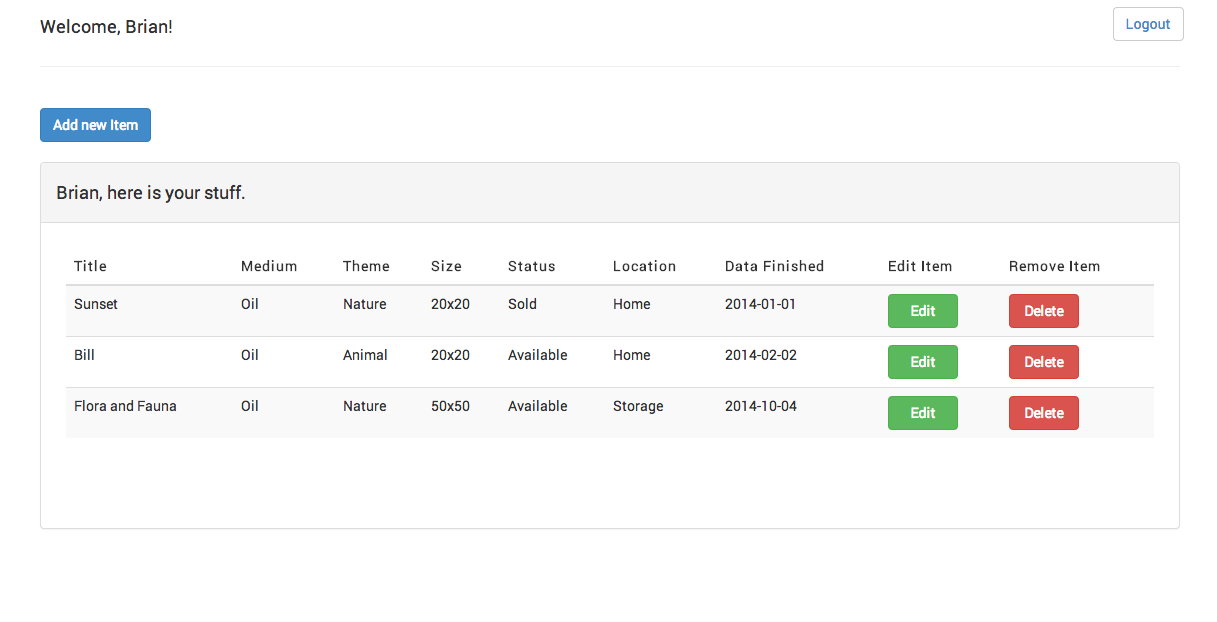 Welcome, Brian!
Logout
Add new Item
Brian, here is your stuff.
Title Medium Theme Size Status Location Data Finished Edit Item Remove Item
Sunset Oil Nature 20x20 Sold Home 2014-01-01 Edit Delete
Bill Oil Animal 20x20 Available Home 2014-02-02 Edit Delete
Flora and Fauna Oil Nature 50x50 Available Storage 2014-10-04 Edit Delete